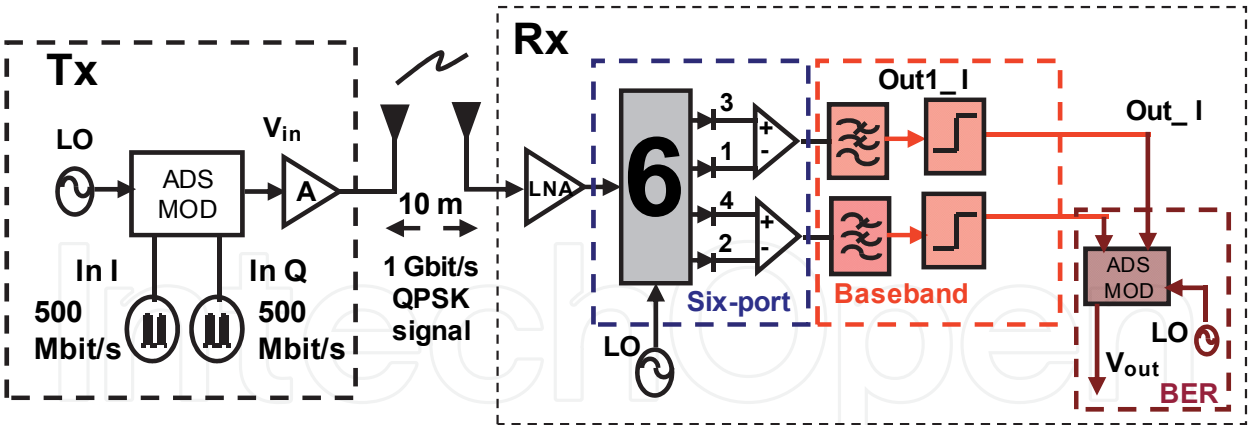 Tx
LO
ADS
MOD
V_in
A
In I
In Q
500
Mbit/s
500
Mbit/s
10 m
1 Gbit/s
QPSK
signal
Rx
LNA
6
3
1
4
2
+
-
+
-
Six-port
LO
Out1_I
Baseband
Out_I
ADS
MOD
LO
V_out
BER
IntechOpen